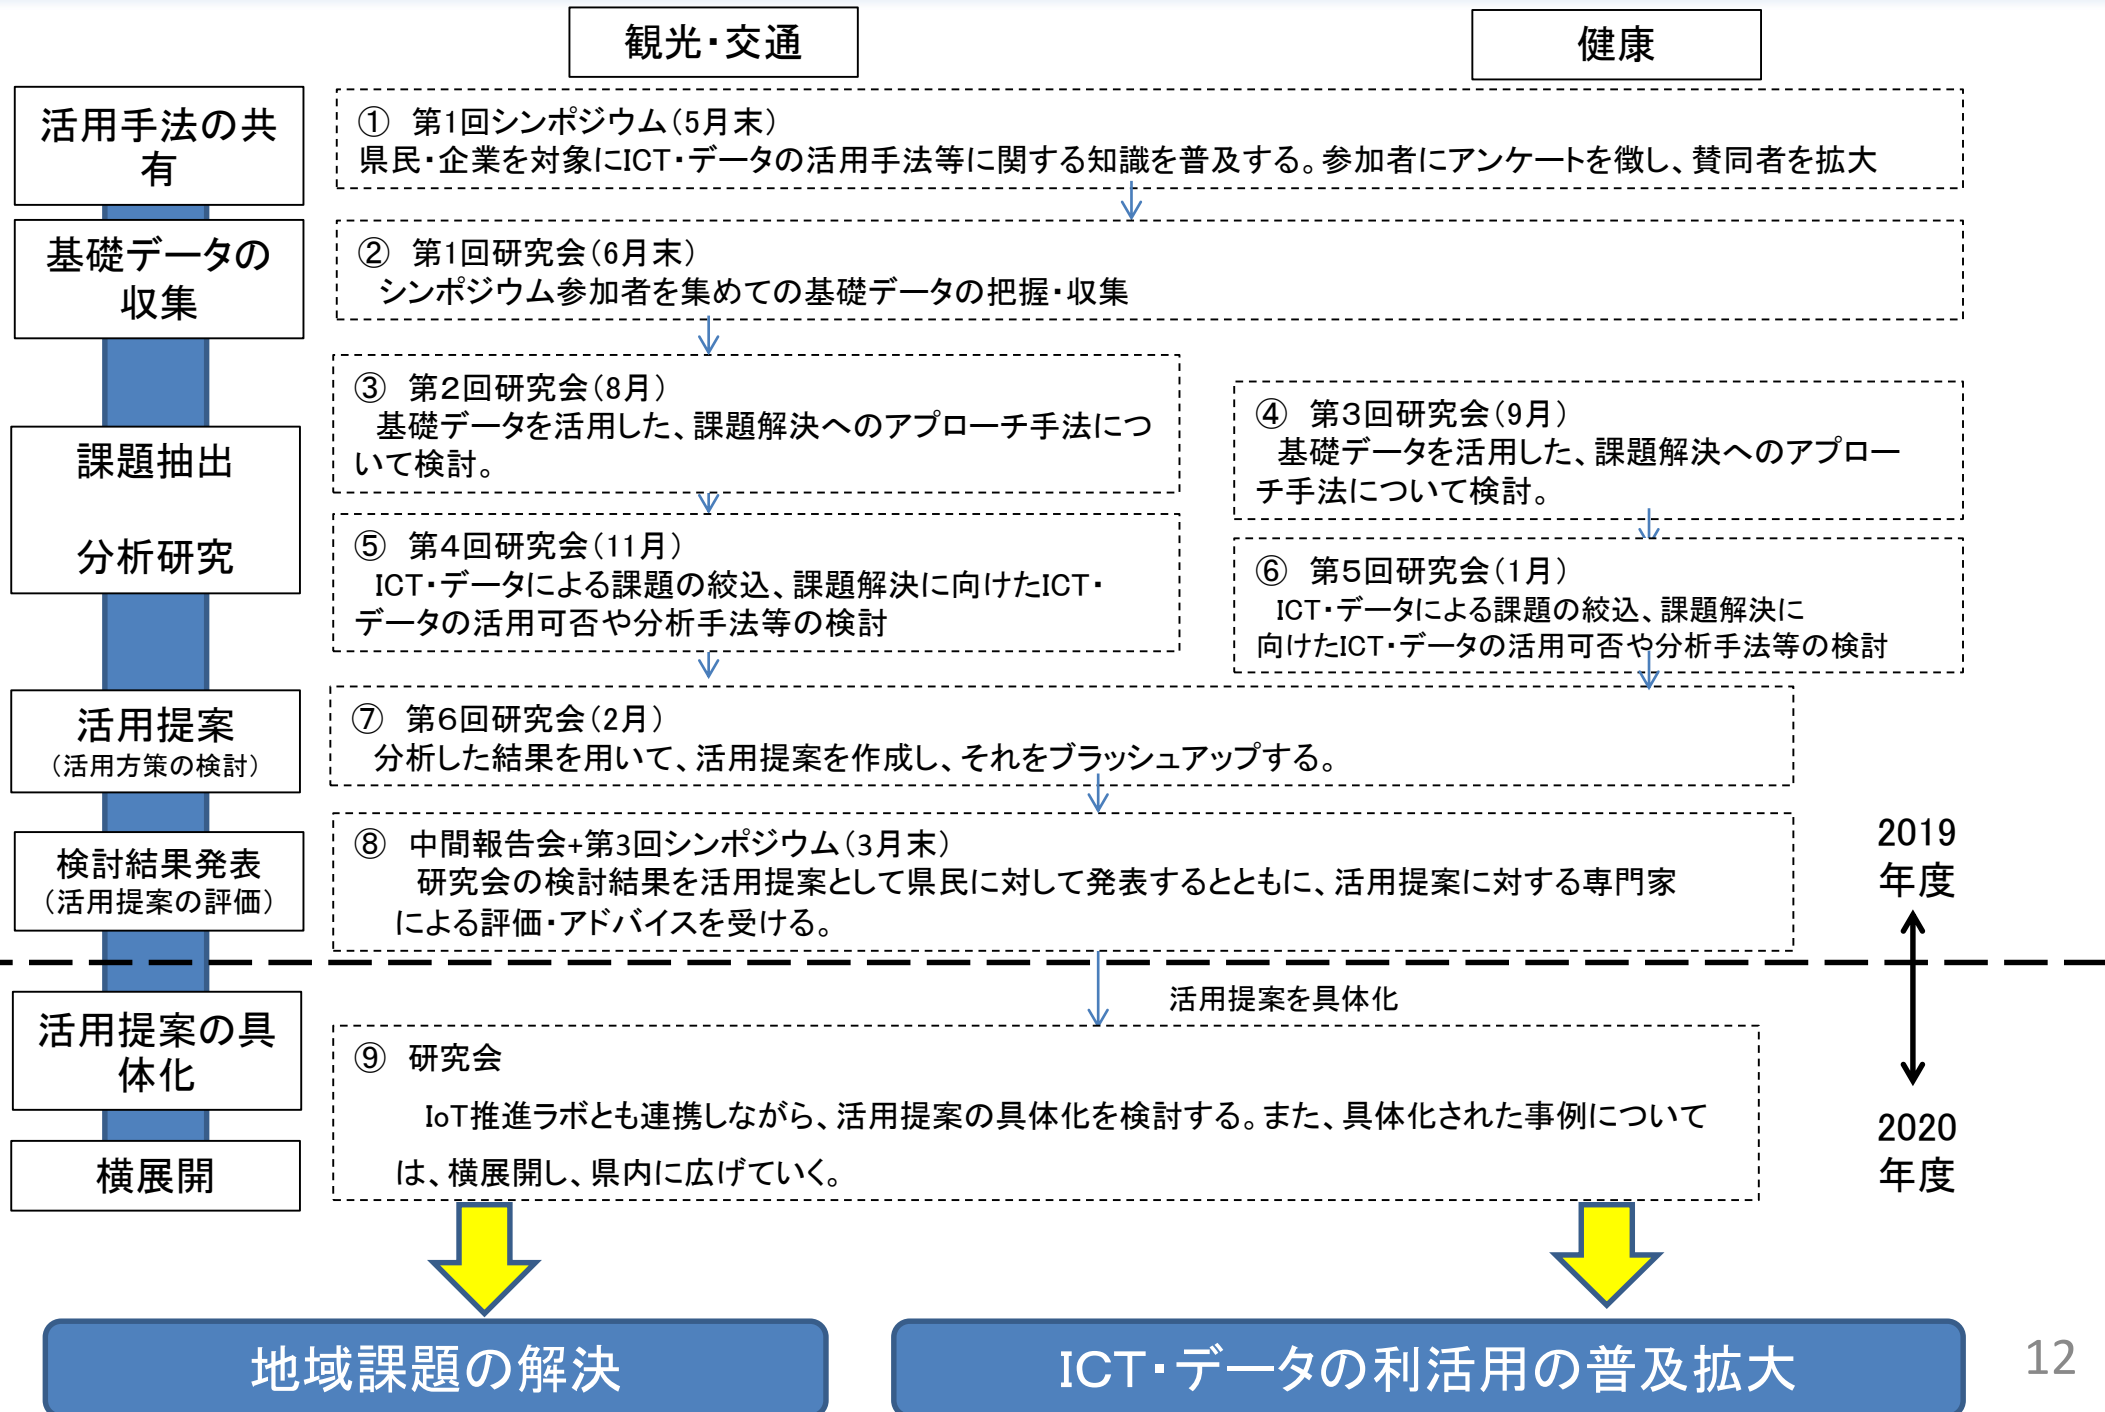 観光・交通
健康
活用手法の共
有
① 第1回シンポジウム(5月末)
県民・企業を対象にICT・データの活用手法等に関する知識を普及する。参加者にアンケートを徴し、賛同者を拡大
基礎データの
収集
② 第1回研究会(6月末)
シンポジウム参加者を集めての基礎データの把握・収集
課題抽出
分析研究
③ 第2回研究会(8月)
基礎データを活用した、課題解決へのアプローチ手法につ
いて検討。
④ 第3回研究会(9月)
基礎データを活用した、課題解決へのアプロー
チ手法について検討。
⑤ 第4回研究会(11月)
ICT・データによる課題の絞込、課題解決に向けたICT・
データの活用可否や分析手法等の検討
⑥ 第5回研究会(1月)
ICT・データによる課題の絞込、課題解決に
向けたICT・データの活用可否や分析手法等の検討
活用提案
(活用方策の検討)
⑦ 第6回研究会(2月)
分析した結果を用いて、活用提案を作成し、それをブラッシュアップする。
検討結果発表
(活用提案の評価)
⑧ 中間報告会+第3回シンポジウム(3月末)
研究会の検討結果を活用提案として県民に対して発表するとともに、活用提案に対する専門家
による評価・アドバイスを受ける。
2019
年度
活用提案を具体化
活用提案の具
体化
⑨ 研究会
IoT推進ラボとも連携しながら、活用提案の具体化を検討する。また、具体化された事例について
は、横展開し、県内に広げていく。
横展開
2020
年度
地域課題の解決
ICT・データの利活用の普及拡大
12